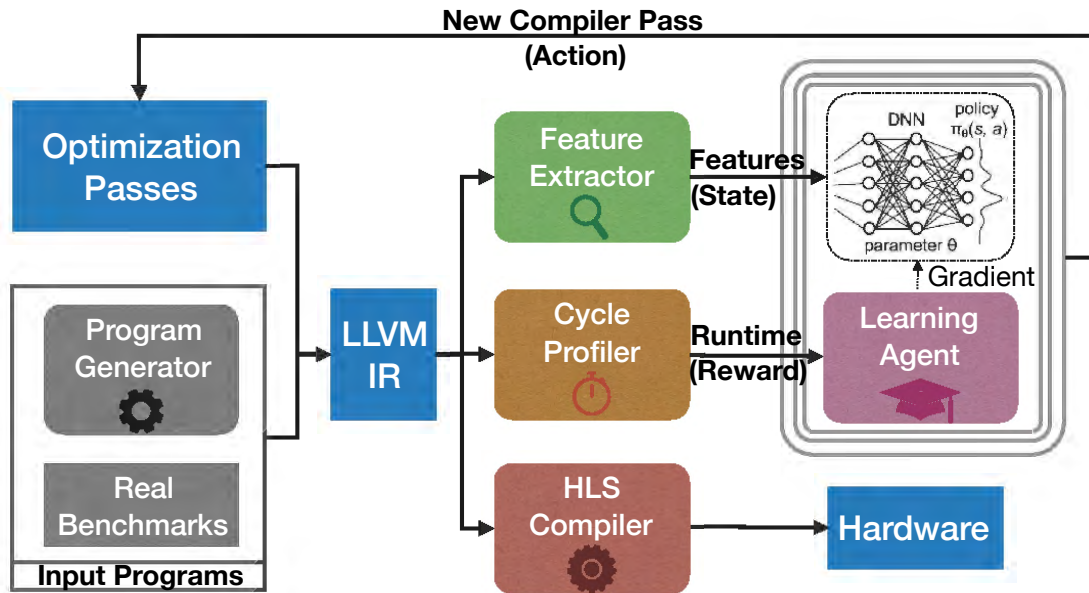 New Compiler Pass
(Action)
Optimization
Passes
Feature
Extractor
Features
(State)
DNN
policy
πθ(s, a)
parameter θ
Gradient
Program
Generator
LLVM
IR
Cycle
Profiler
Runtime
(Reward)
Learning
Agent
Real
Benchmarks
Input Programs
HLS
Compiler
Hardware